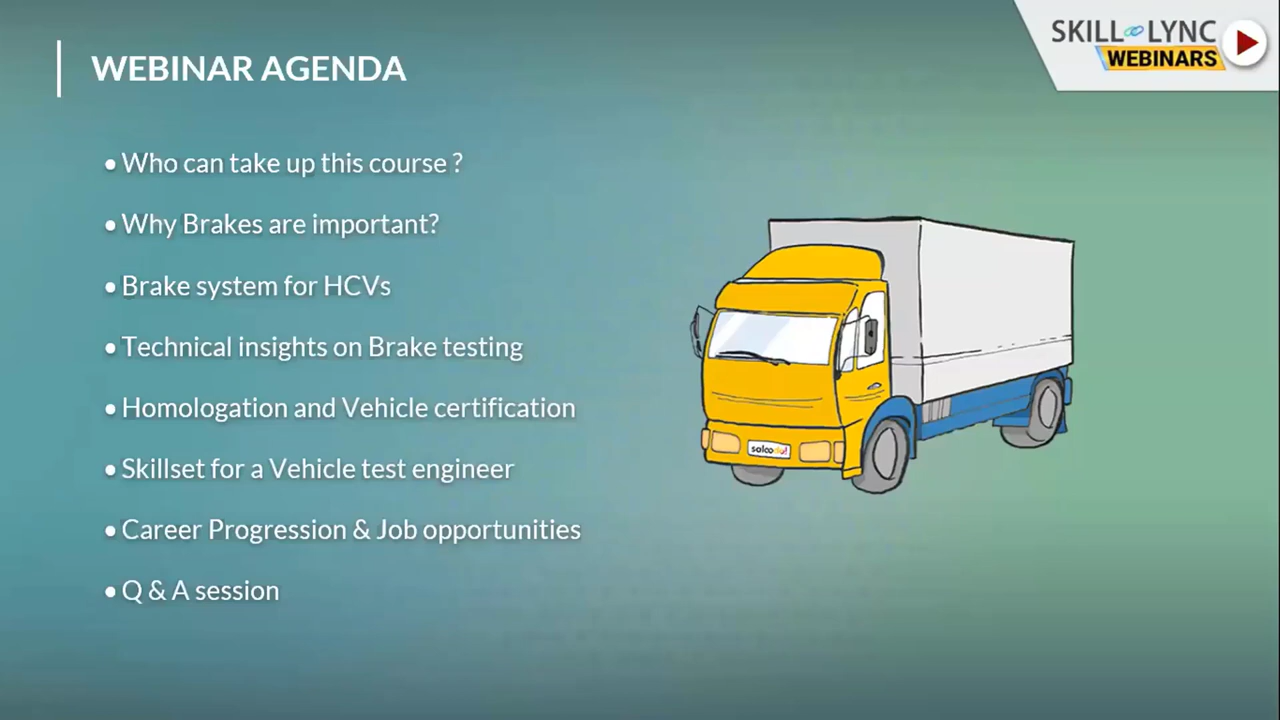 SKILL LYNC
WEBINARS
WEBINAR AGENDA
• Who can take up this course ?
• Why Brakes are important?
• Brake system for HCVs
• Technical insights on Brake testing
• Homologation and Vehicle certification
• Skillset for a Vehicle test engineer
• Career Progression & Job opportunities
• Q & A session
saloodo!